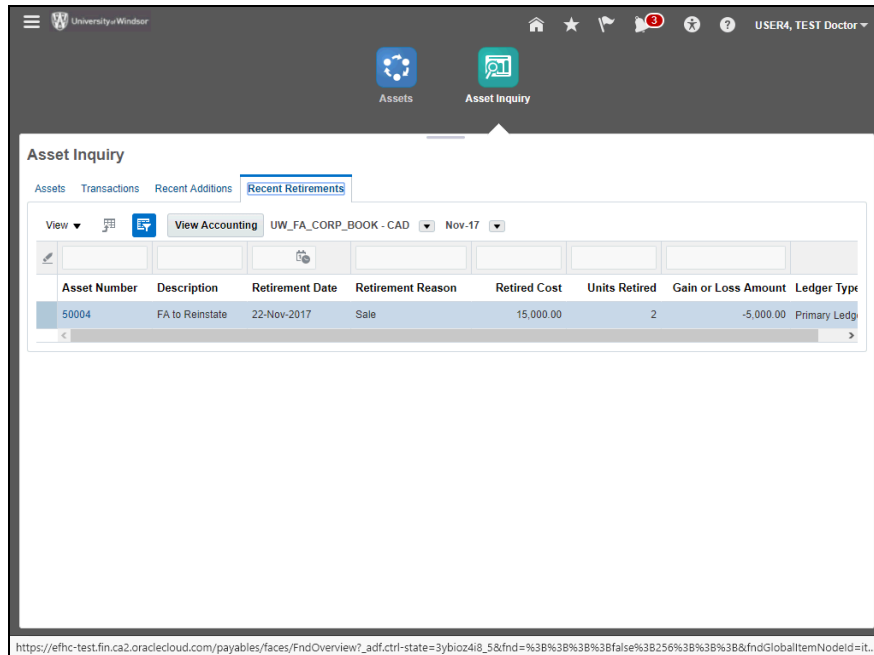 University of Windsor
3
?
USER4, TEST Doctor
Assets
Asset Inquiry
Asset Inquiry
Assets Transactions Recent Additions Recent Retirements
View View Accounting UW_FA_CORP_BOOK - CAD Nov-17
Asset Number Description Retirement Date Retirement Reason Retired Cost Units Retired Gain or Loss Amount Ledger Type
50004 FA to Reinstate 22-Nov-2017 Sale 15,000.00 2 -5,000.00 Primary Ledg
https://efhc-test.fin.ca2.oraclecloud.com/payables/faces/FndOverview?_adf.ctrl-state=3ybioz4i8_5&fnd=%3B%3B%3B%3Bfalse%3B256%3B%3B%3B&fndGlobalItemNodeId=it...